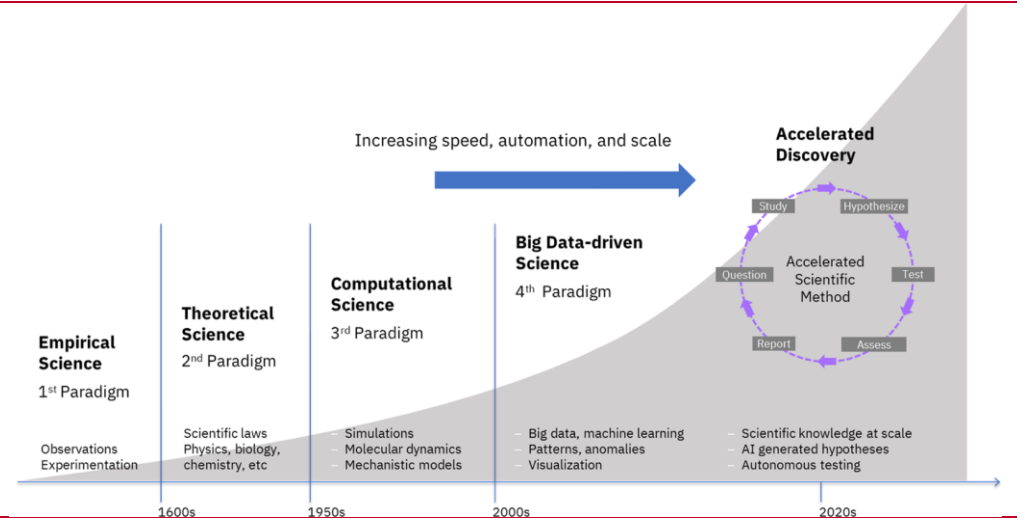 Increasing speed, automation, and scale
Empirical
Science
1st Paradigm
Observations
Experimentation
Theoretical
Science
2nd Paradigm
Scientific laws
Physics, biology,
chemistry, etc
Computational
Science
3rd Paradigm
– Simulations
– Molecular dynamics
– Mechanistic models
Big Data-driven
Science
4th Paradigm
– Big data, machine learning
– Patterns, anomalies
– Visualization
Accelerated
Discovery
Study
Hypothesize
Test
Assess
Report
Question
Accelerated
Scientific
Method
– Scientific knowledge at scale
– AI generated hypotheses
– Autonomous testing
1600s
1950s
2000s
2020s